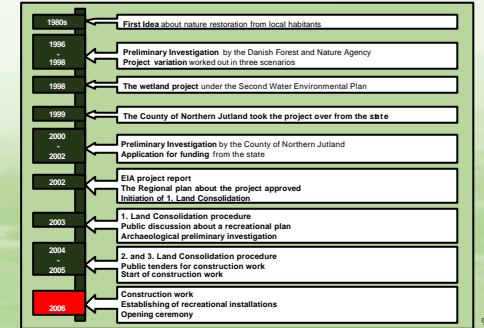 1980s
First Idea about nature restoration from local habitants
1996
1998
Preliminary Investigation by the Danish Forest and Nature Agency
Project variation worked out in three scenarios
1998
The wetland project under the Second Water Environmental Plan
1999
The County of Northern Jutland took the project over from the state
2000
-
2002
Preliminary Investigation by the County of Northern Jutland
Application for funding from the state
2002
EIA project report
The Regional plan about the project approved
Initiation of 1. Land Consolidation
2003
1. Land Consolidation procedure
Public discussion about a recreational plan
Archaeological preliminary investigation
2004
-
2005
2. and 3. Land Consolidation procedure
Public tenders for construction work
Start of construction work
2006
Construction work
Establishing of recreational installations
Opening ceremony